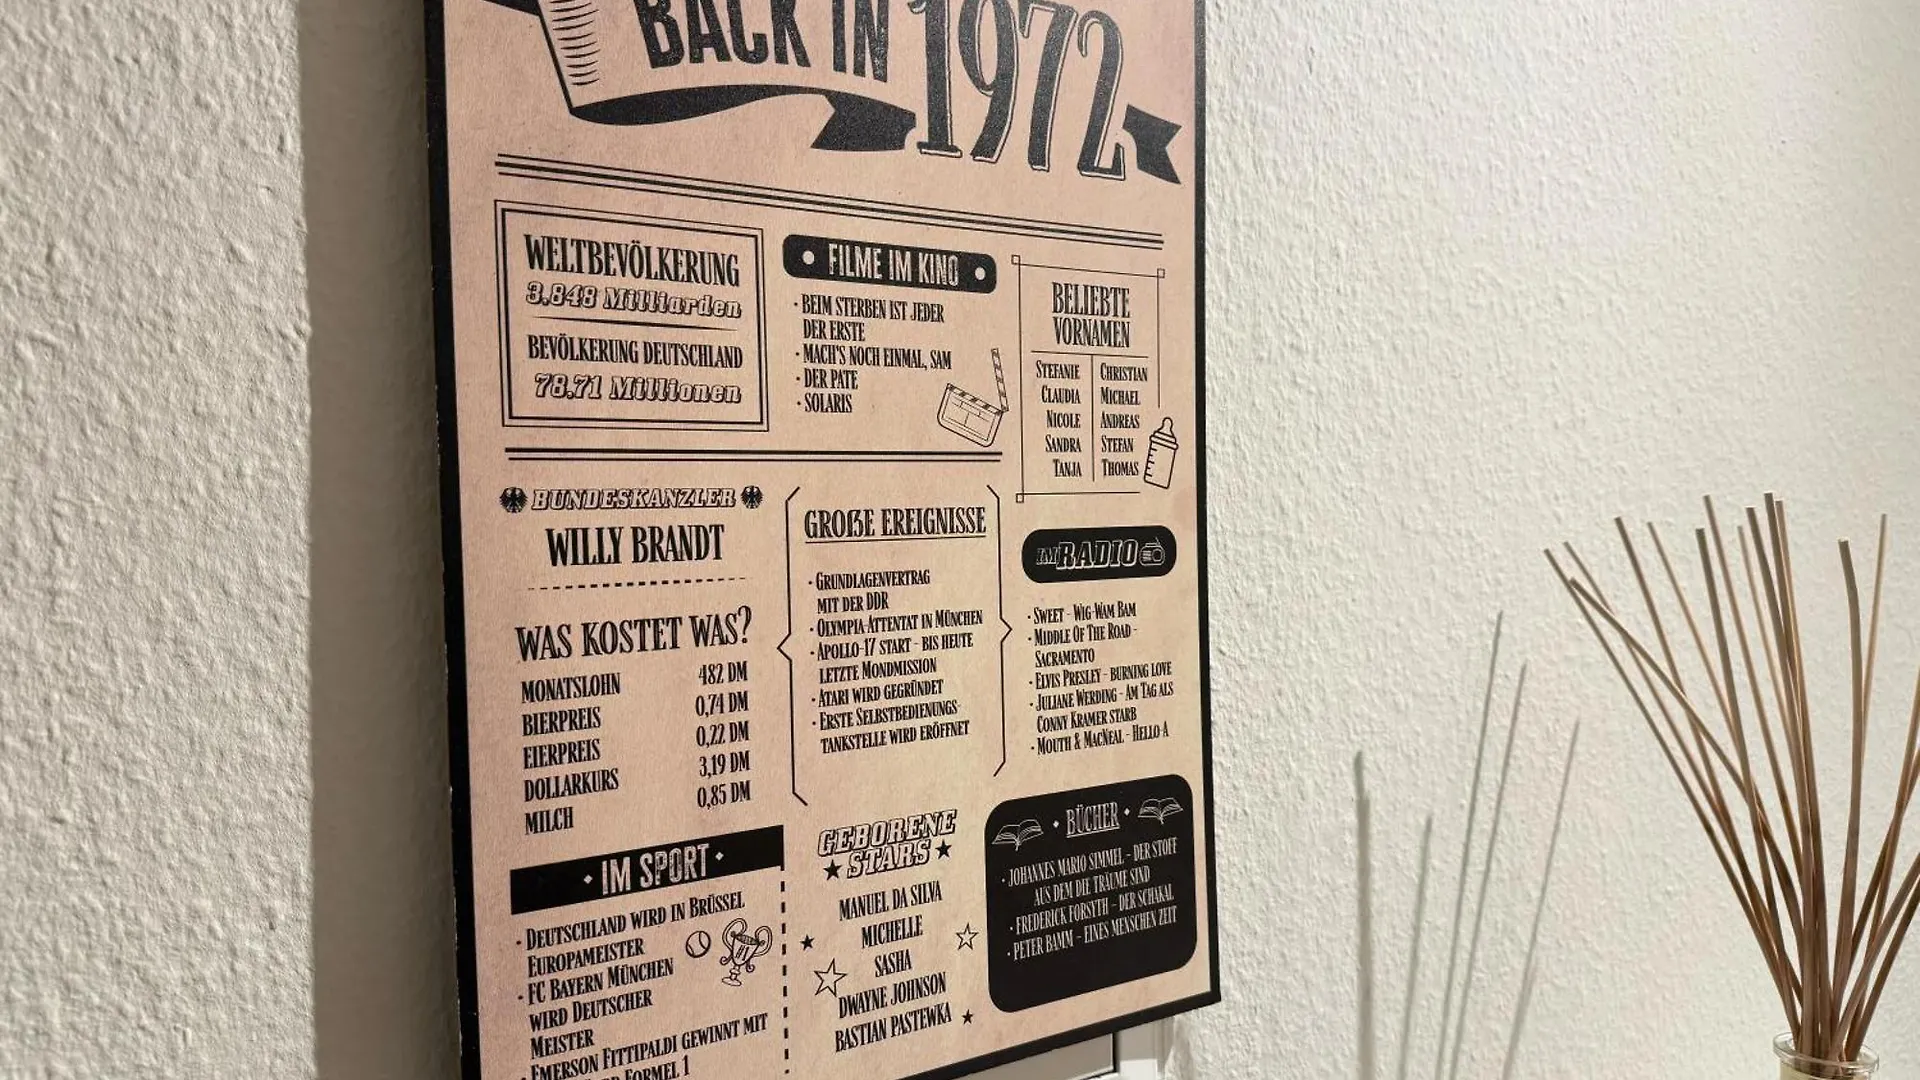 BACK IN 1972
WELTBEVÖLKERUNG
3.848 Milliarden
BEVÖLKERUNG DEUTSCHLAND
78.71 Millionen
• FILME IM KINO •
· BEIM STERBEN IST JEDER
DER ERSTE
· MACH'S NOCH EINMAL, SAM
· DER PATE
· SOLARIS
BELIEBTE
VORNAMEN
STEFANIE CHRISTIAN
CLAUDIA MICHAEL
NICOLE ANDREAS
SANDRA STEFAN
TANJA THOMAS
BUNDESKANZLER
WILLY BRANDT
WAS KOSTET WAS?
MONATSLOHN 482 DM
BIERPREIS 0,74 DM
EIERPREIS 0,22 DM
DOLLARKURS 3,19 DM
MILCH 0,85 DM
GROßE EREIGNISSE
· GRUNDLAGENVERTRAG
MIT DER DDR
· OLYMPIA-ATTENTAT IN MÜNCHEN
· APOLLO-17 START - BIS HEUTE
LETZTE MONDMISSION
· ATARI WIRD GEGRÜNDET
· ERSTE SELBSTBEDIENUNGS-
TANKSTELLE WIRD ERÖFFNET
IM RADIO
· SWEET - WIG-WAM BAM
· MIDDLE OF THE ROAD -
SACRAMENTO
· ELVIS PRESLEY - BURNING LOVE
· JULIANE WERDING - AM TAG ALS
CONNY KRAMER STARB
· MOUTH & MACNEAL - HELLO-A
· IM SPORT ·
· DEUTSCHLAND WIRD IN BRÜSSEL
EUROPAMEISTER
· FC BAYERN MÜNCHEN
WIRD DEUTSCHER
MEISTER
· EMERSON FITTIPALDI GEWINNT MIT
FORMEL 1
#1
GEBORENE
STARS
MANUEL DA SILVA
MICHELLE
SASHA
DWAYNE JOHNSON
BASTIAN PASTEWKA
· BÜCHER ·
· JOHANNES MARIO SIMMEL – DER STOFF
AUS DEM DIE TRÄUME SIND
· FREDERICK FORSYTH – DER SCHAKAL
· PETER BAMM – EINES MENSCHEN ZEIT